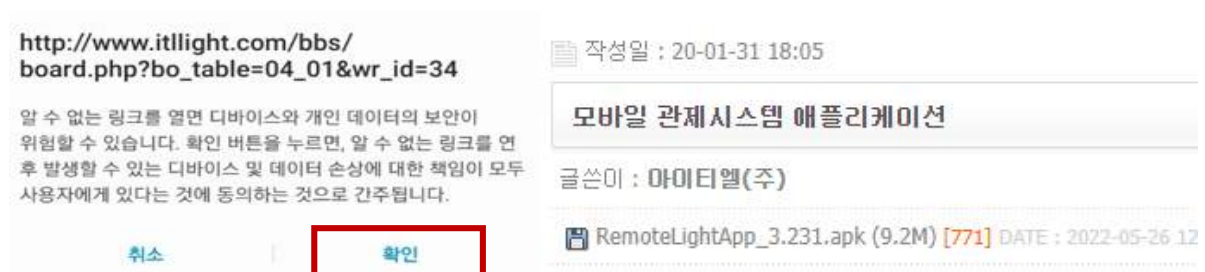 http://www.itllight.com/bbs/
board.php?bo_table=04_01&wr_id=34
알 수 없는 링크를 열면 디바이스와 개인 데이터의 보안이
위험할 수 있습니다. 확인 버튼을 누르면, 알 수 없는 링크를 연
후 발생할 수 있는 디바이스 및 데이터 손상에 대한 책임이 모두
사용자에게 있다는 것에 동의하는 것으로 간주됩니다.
취소
확인
작성일 : 20-01-31 18:05
모바일 관제시스템 애플리케이션
글쓴이 : 아이티엘(주)
RemoteLightApp_3.231.apk (9.2M) [771] DATE : 2022-05-26 12